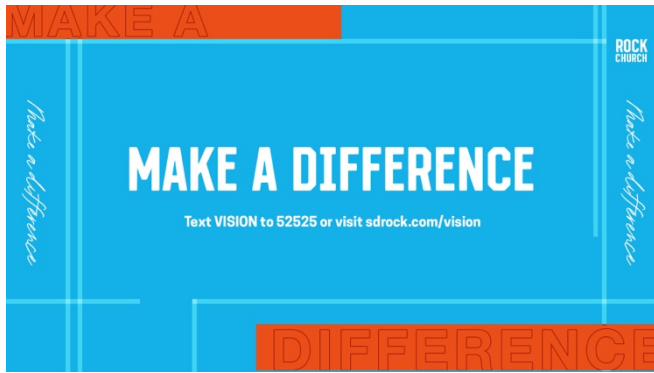 MAKE A
ROCK
CHURCH
Make a difference
Make a difference
MAKE A DIFFERENCE
Text VISION to 52525 or visit sdrock.com/vision
DIFFERENCE